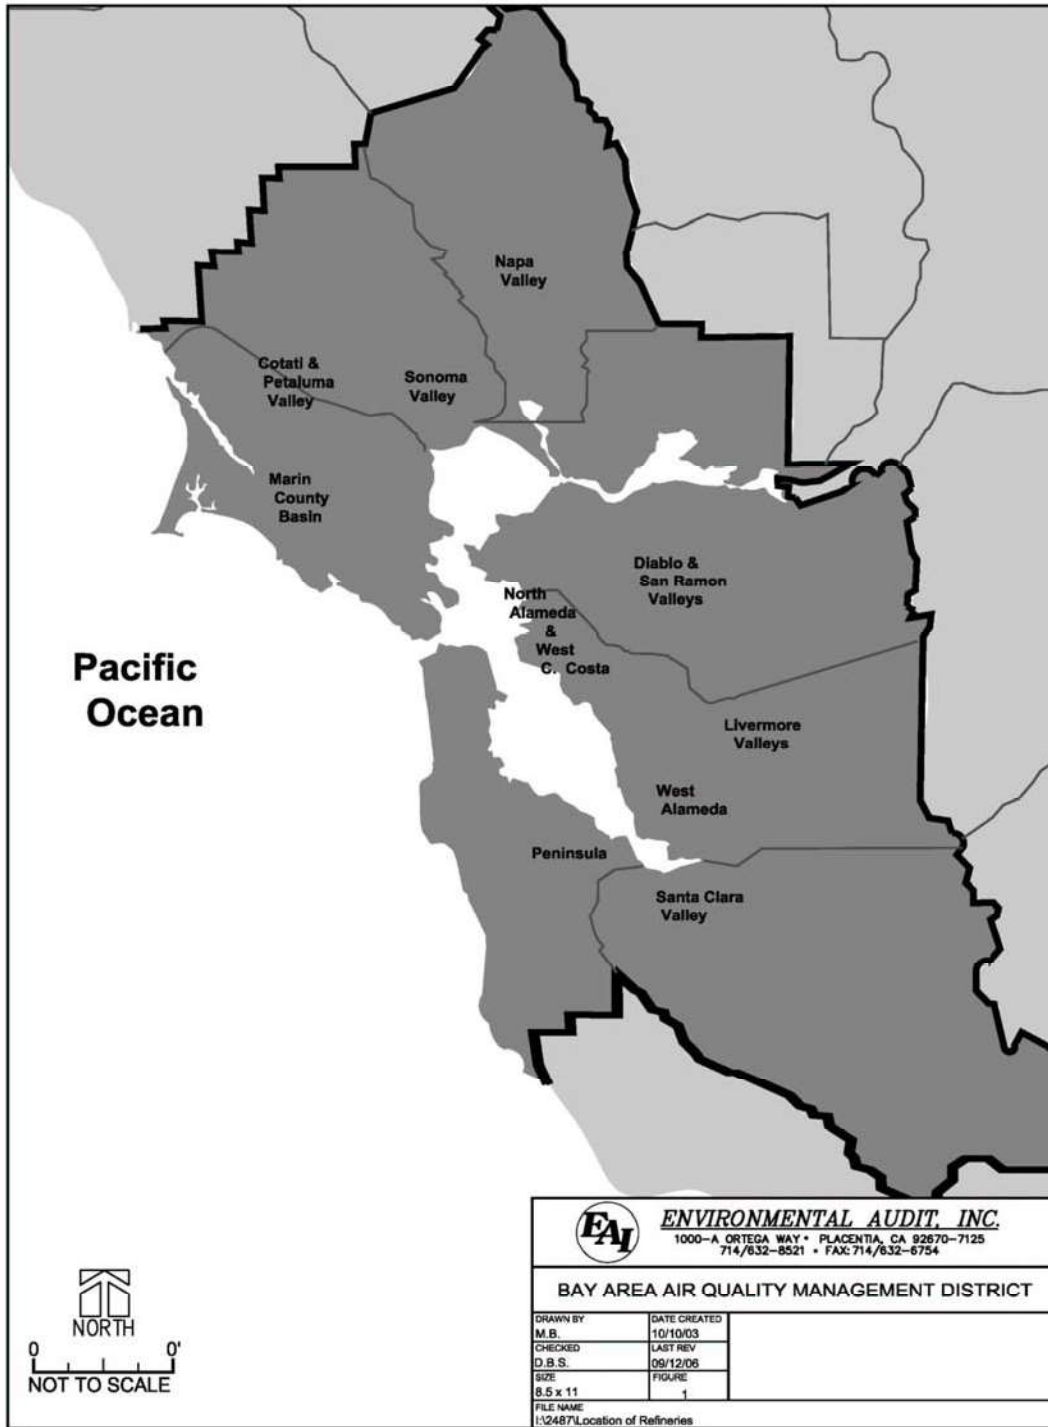 Napa
Valley
Cotati &
Petaluma
Valley
Sonoma
Valley
Marin
County
Basin
Diablo &
San Ramon
Valleys
North
Alameda
&
West
C. Costa
Pacific
Ocean
Livermore
Valleys
West
Alameda
Peninsula
Santa Clara
Valley
NORTH
0 0'
NOT TO SCALE
EAI
ENVIRONMENTAL AUDIT, INC.
1000-A ORTEGA WAY • PLACENTIA, CA 92670-7125
714/632-8521 • FAX: 714/632-6754
BAY AREA AIR QUALITY MANAGEMENT DISTRICT
DRAWN BY
M.B.
DATE CREATED
10/10/03
CHECKED
D.B.S.
LAST REV
09/12/06
SIZE
8.5 x 11
FIGURE
1
FILE NAME
I:\2487\Location of Refineries